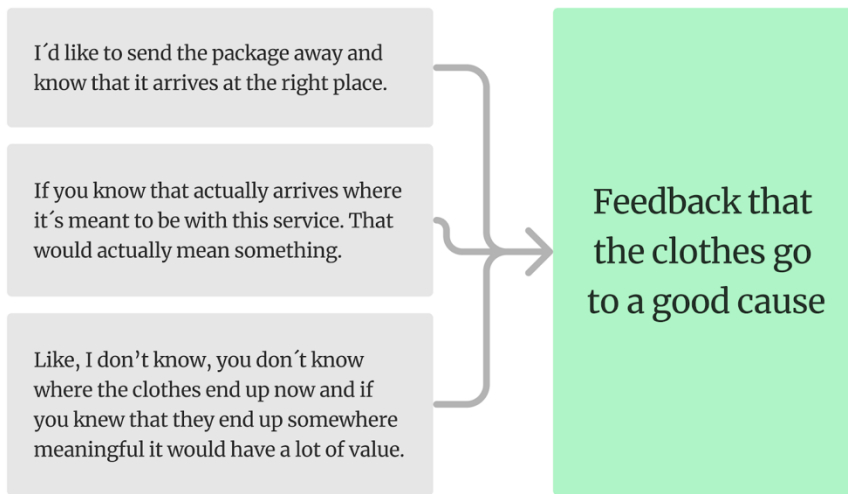 I´d like to send the package away and
know that it arrives at the right place.
If you know that actually arrives where
it´s meant to be with this service. That
would actually mean something.
Like, I don’t know, you don´t know
where the clothes end up now and if
you knew that they end up somewhere
meaningful it would have a lot of value.
Feedback that
the clothes go
to a good cause